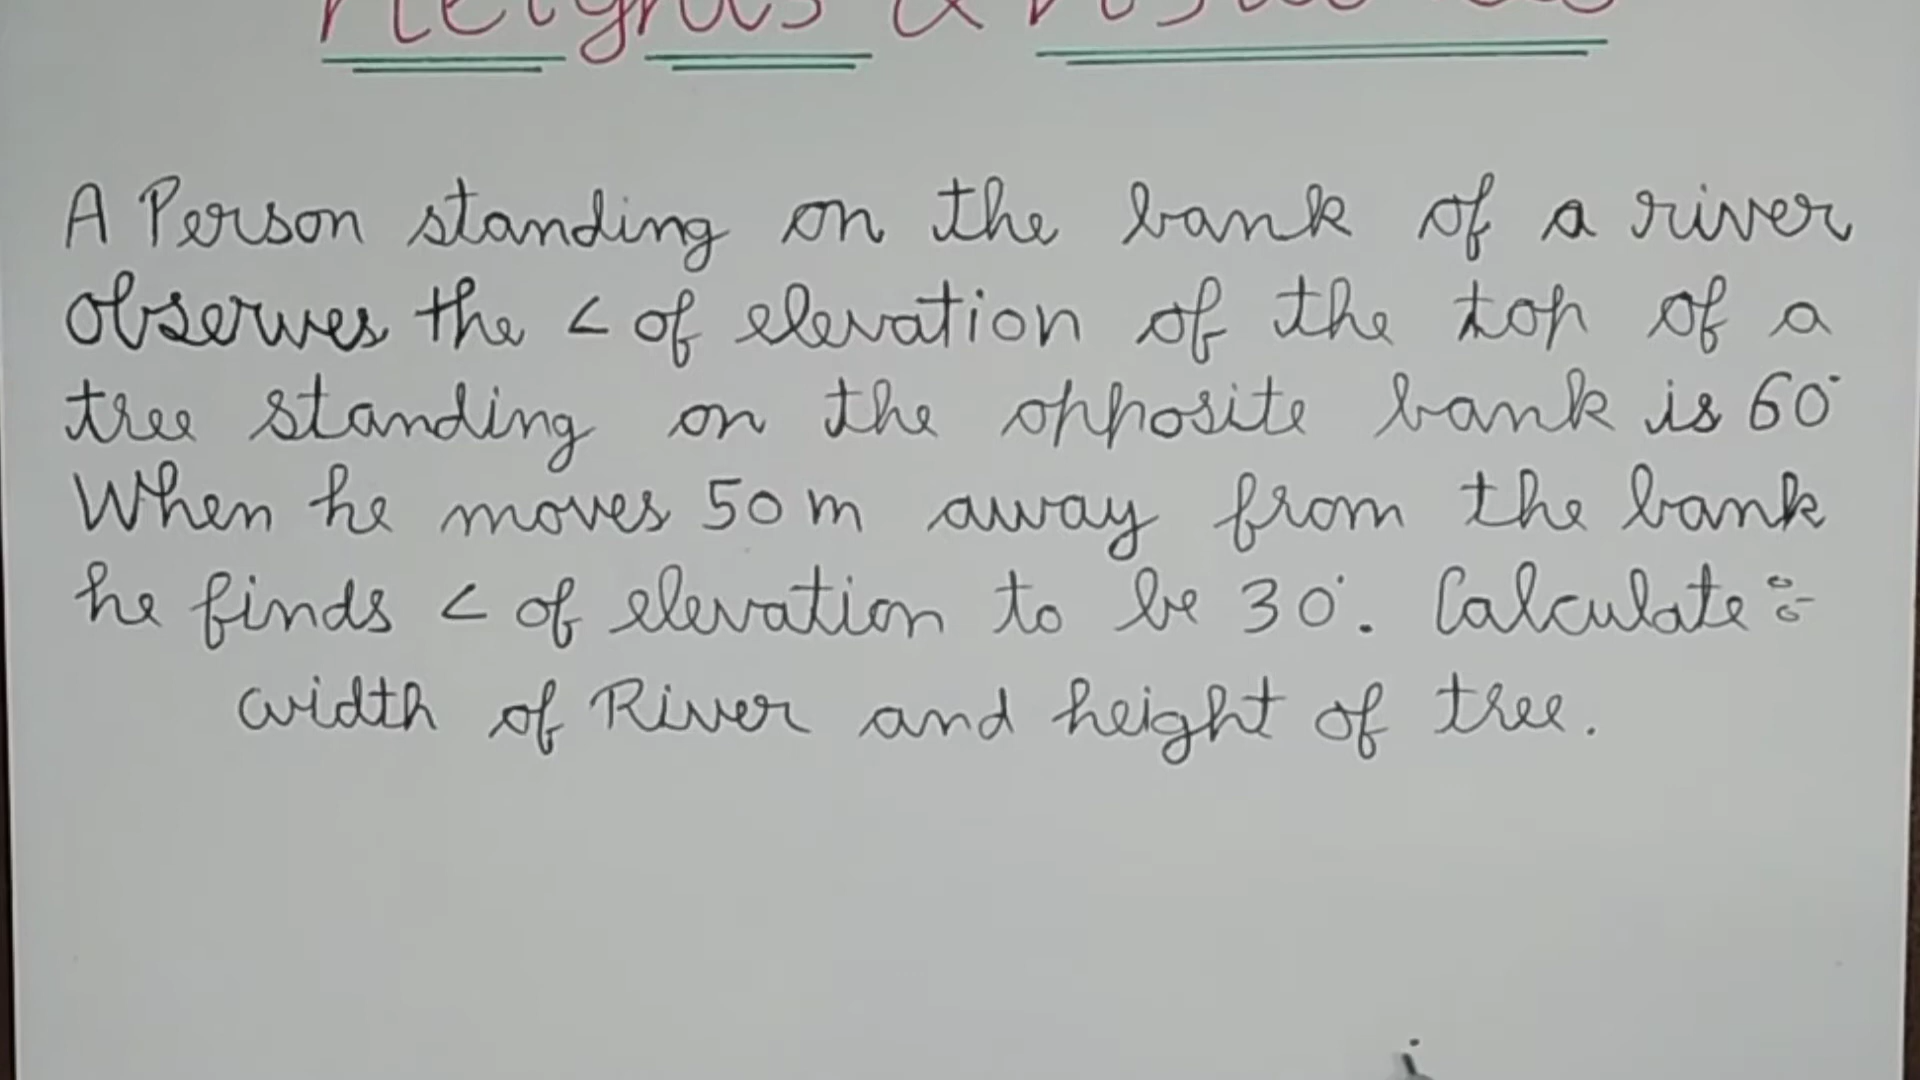 Heights & Distances
A Person standing on the bank of a river
observes the < of elevation of the top of a
tree standing on the opposite bank is 60°
When he moves 50 m away from the bank
he finds < of elevation to be 30°. Calculate :-
width of River and height of tree.